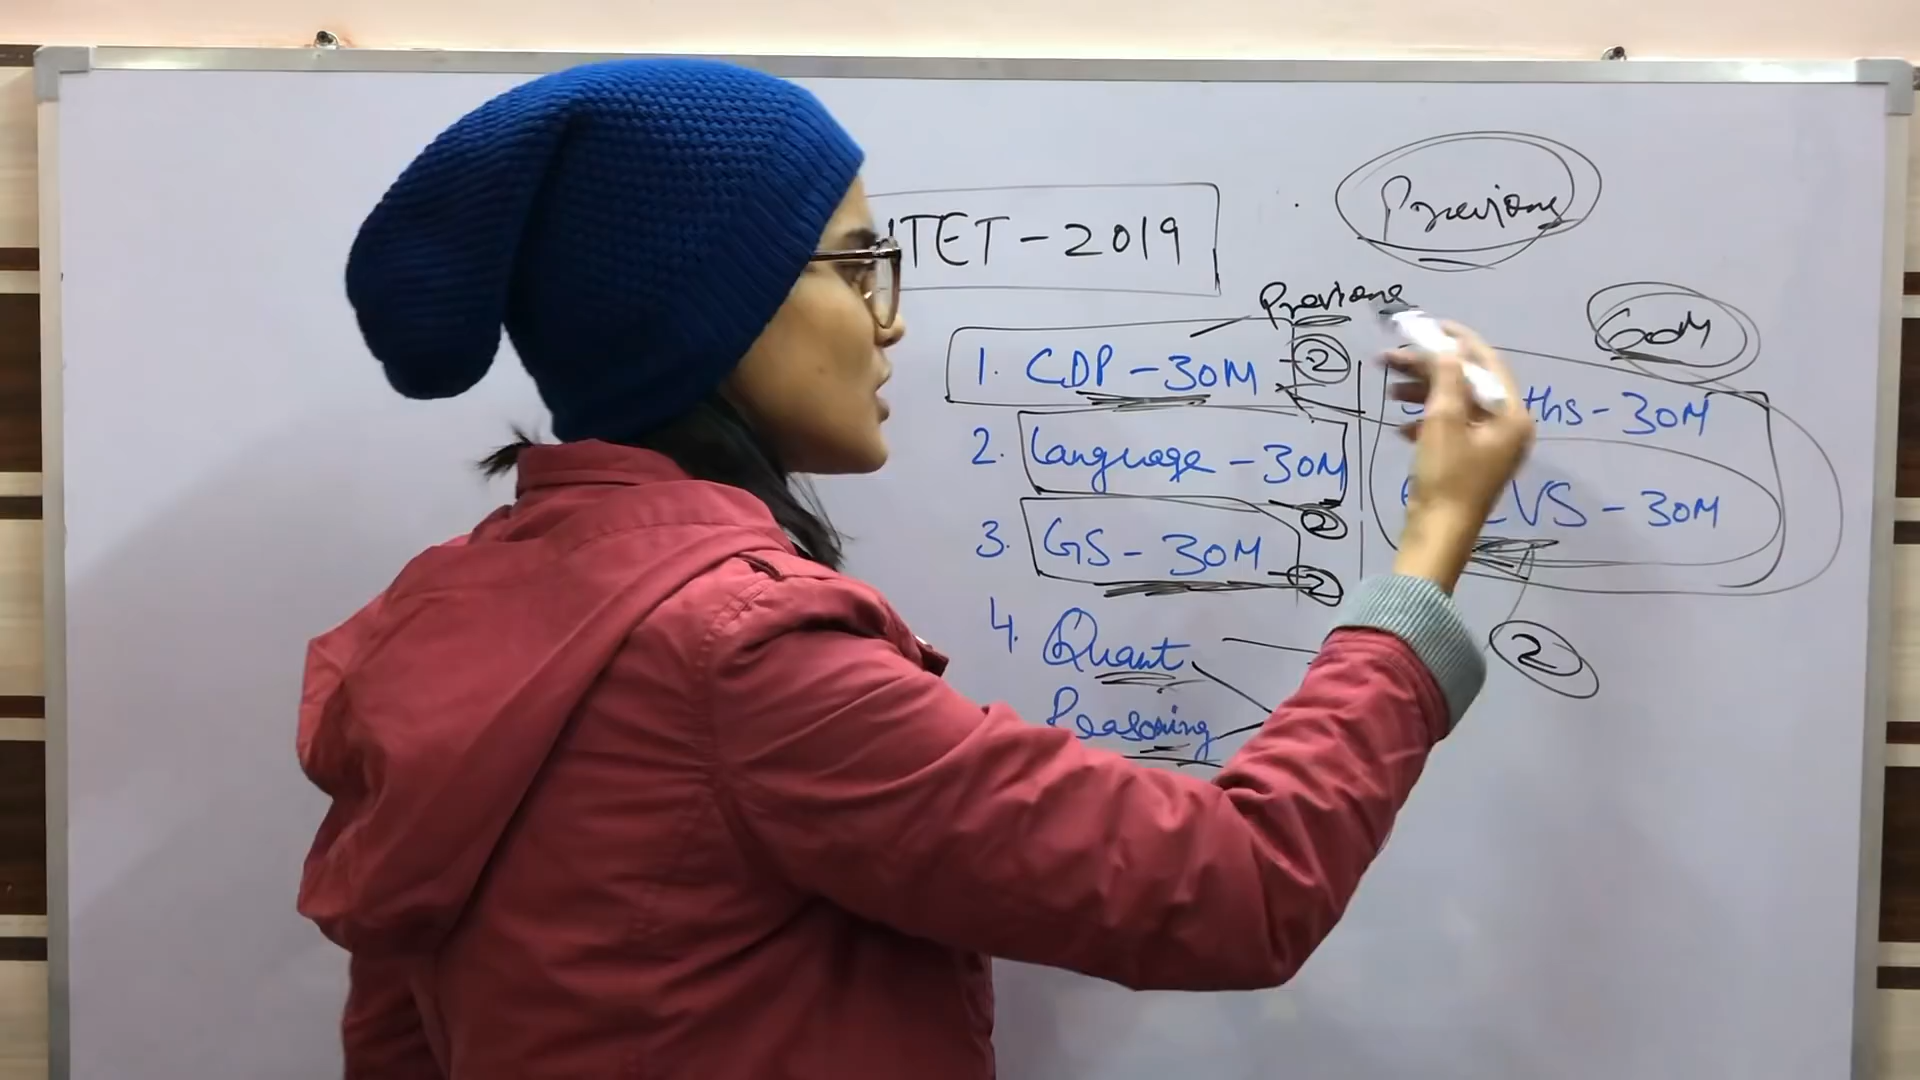 TET - 2019
Previous
Previous
60M
1. CDP - 30M
2
2. Language - 30M
2
3. GS - 30M
2
4. Quant
Reasoning
ths - 30M
VS - 30M
2